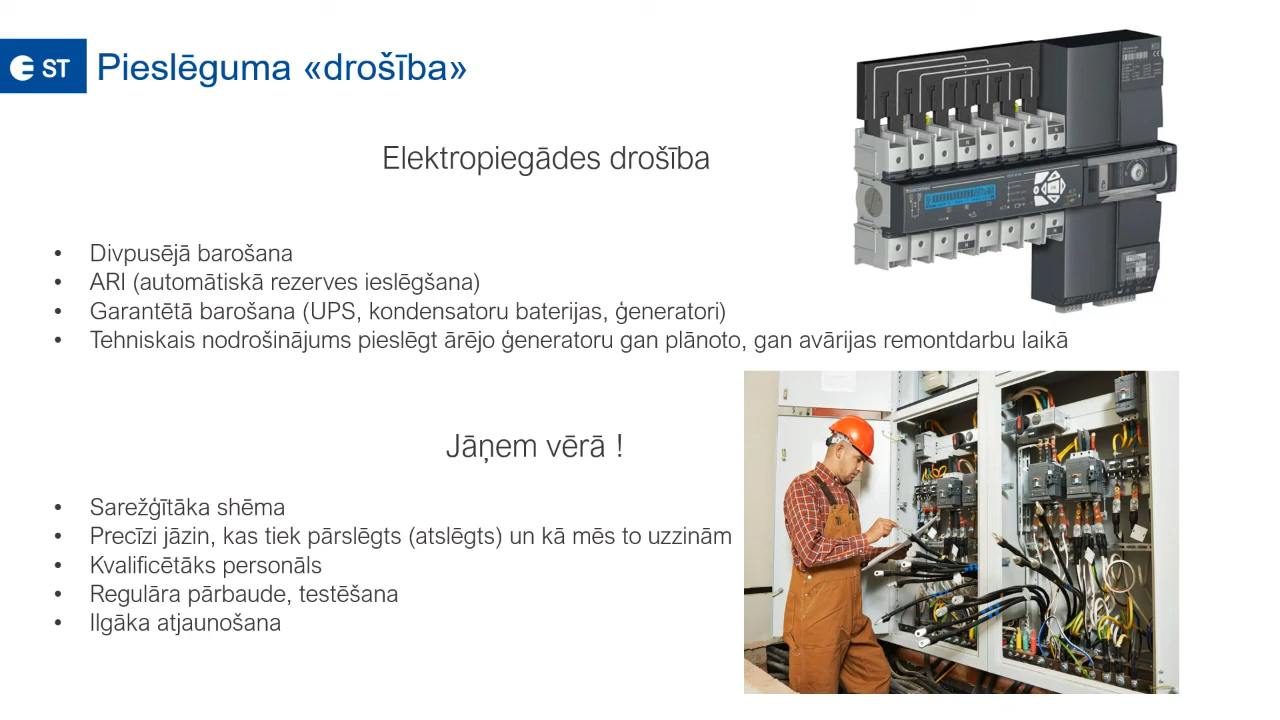 ST
Pieslēguma «drošība»
Elektropiegādes drošība
• Divpusējā barošana
• ARI (automātiskā rezerves ieslēgšana)
• Garantētā barošana (UPS, kondensatoru baterijas, ģeneratori)
• Tehniskais nodrošinājums pieslēgt ārējo ģeneratoru gan plānoto, gan avārijas remontdarbu laikā
Jāņem vērā !
• Sarežģītāka shēma
• Precīzi jāzin, kas tiek pārslēgts (atslēgts) un kā mēs to uzzinām
• Kvalificētāks personāls
• Regulāra pārbaude, testēšana
• Ilgāka atjaunošana